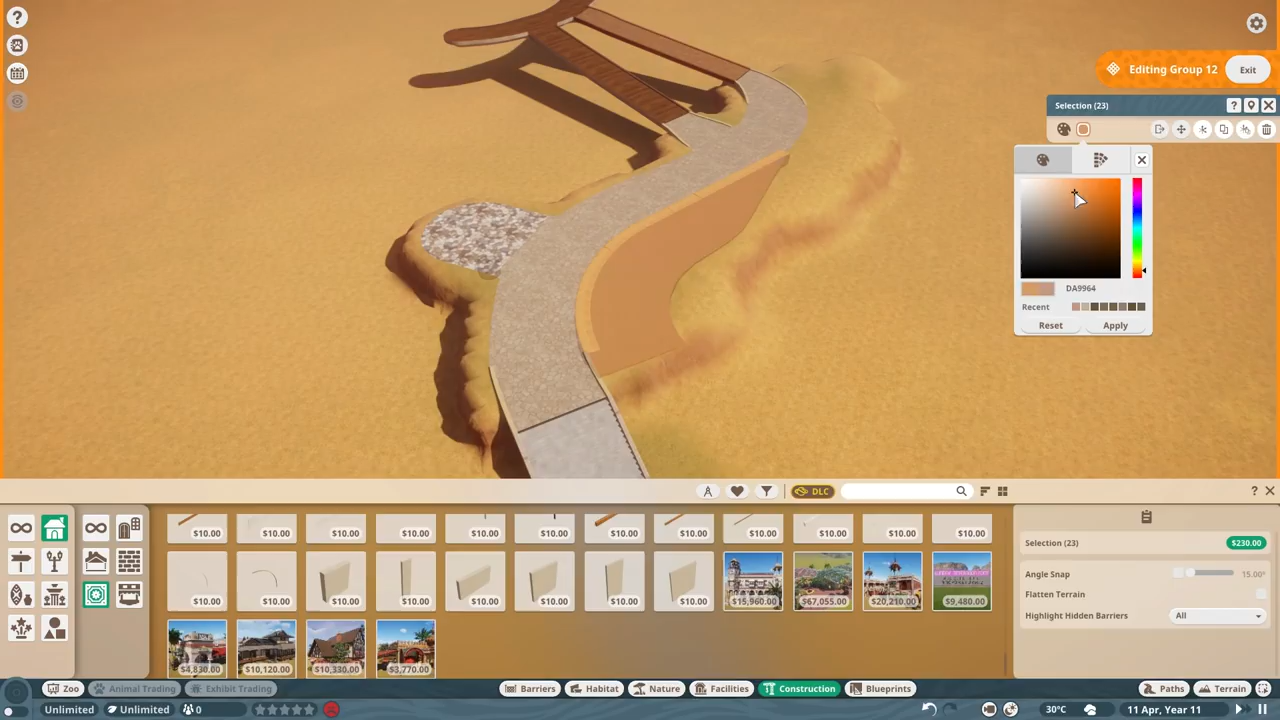 Editing Group 12
Exit
Selection (23)
DA9964
Recent
Reset
Apply
DLC
$10.00 $10.00 $10.00 $10.00 $10.00 $10.00 $10.00 $10.00 $10.00 $10.00 $10.00 $10.00
$10.00 $10.00 $10.00 $10.00 $10.00 $10.00 $10.00 $10.00 $15,960.00 $67,055.00 $20,210.00 $9,480.00
$4,830.00 $10,120.00 $10,330.00 $3,770.00
Selection (23) $230.00
Angle Snap 15.00°
Flatten Terrain
Highlight Hidden Barriers All
Zoo Animal Trading Exhibit Trading Barriers Habitat Nature Facilities Construction Blueprints Paths Terrain
Unlimited Unlimited 0 30°C 11 Apr, Year 11